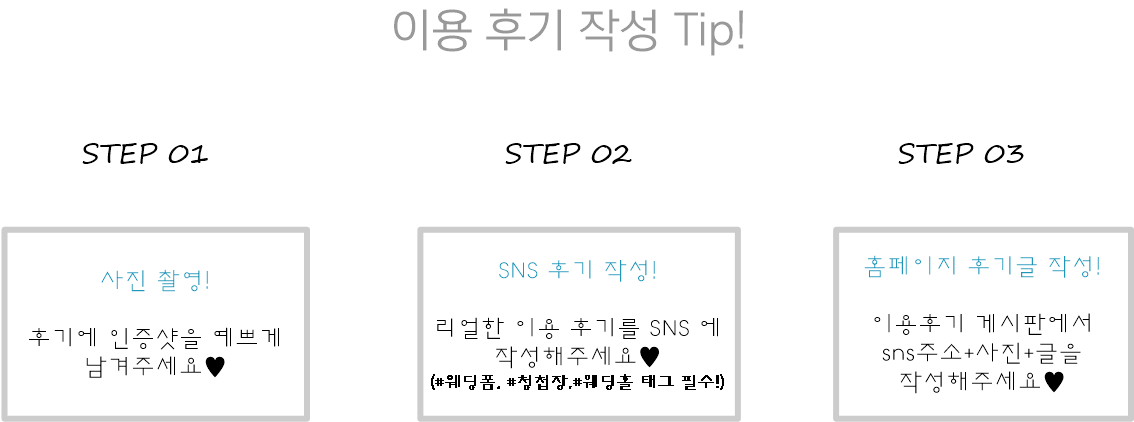 이용 후기 작성 Tip!
STEP 01
STEP 02
STEP 03
사진 촬영!
후기에 인증샷을 예쁘게
남겨주세요♥
SNS 후기 작성!
리얼한 이용 후기를 SNS 에
작성해주세요♥
(#웨딩폼, #청첩장,#웨딩홀 태그 필수!)
홈페이지 후기글 작성!
이용후기 게시판에서
sns주소+사진+글을
작성해주세요♥